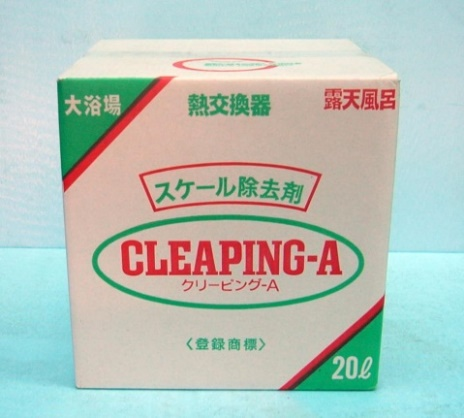 大浴場
熱交換器
露天風呂
スケール除去剤
CLEAPING-A
クリーピング-A
〈登録商標〉
20ℓ